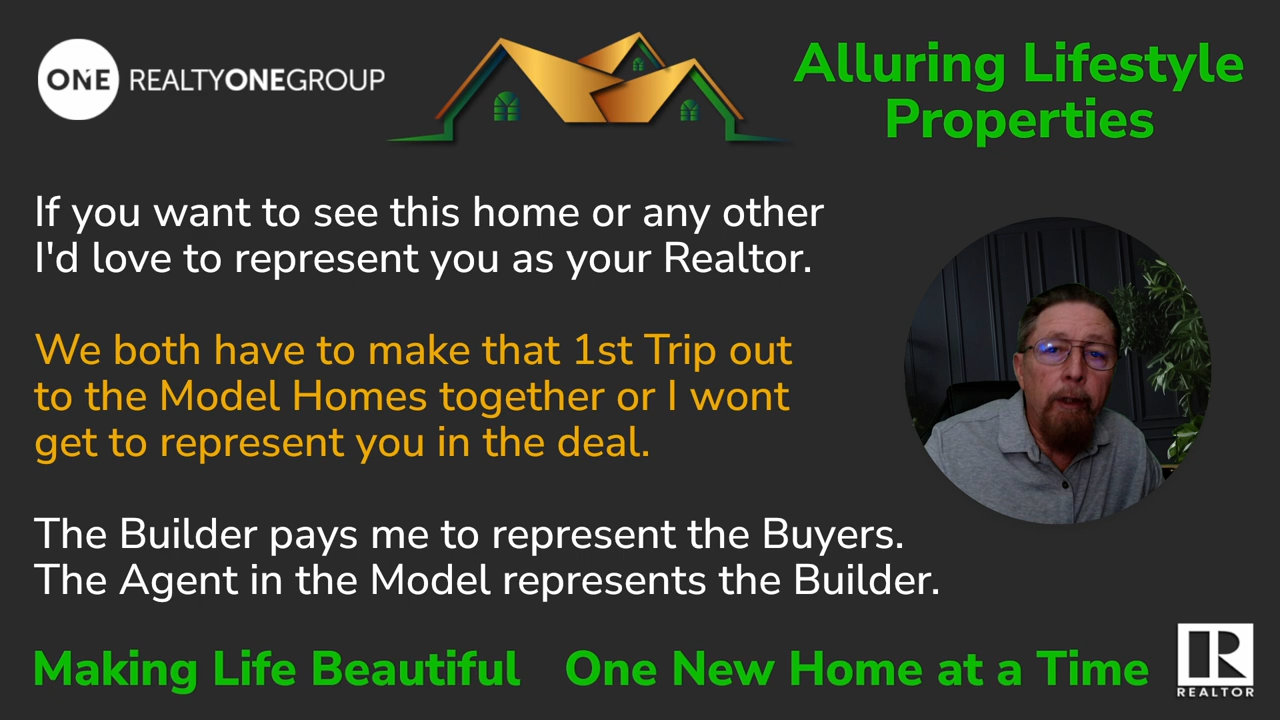 ONE REALTYONEGROUP
Alluring Lifestyle
Properties
If you want to see this home or any other
I'd love to represent you as your Realtor.
We both have to make that 1st Trip out
to the Model Homes together or I wont
get to represent you in the deal.
The Builder pays me to represent the Buyers.
The Agent in the Model represents the Builder.
Making Life Beautiful One New Home at a Time
R
REALTOR